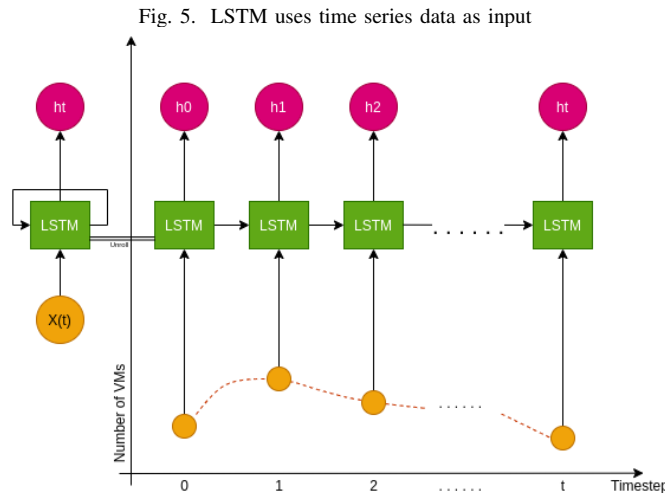 Fig. 5. LSTM uses time series data as input
ht h0 h1 h2 ht
LSTM LSTM LSTM LSTM ...... LSTM
Unroll
X(t)
Number of VMs
......
0 1 2 ...... t Timestep